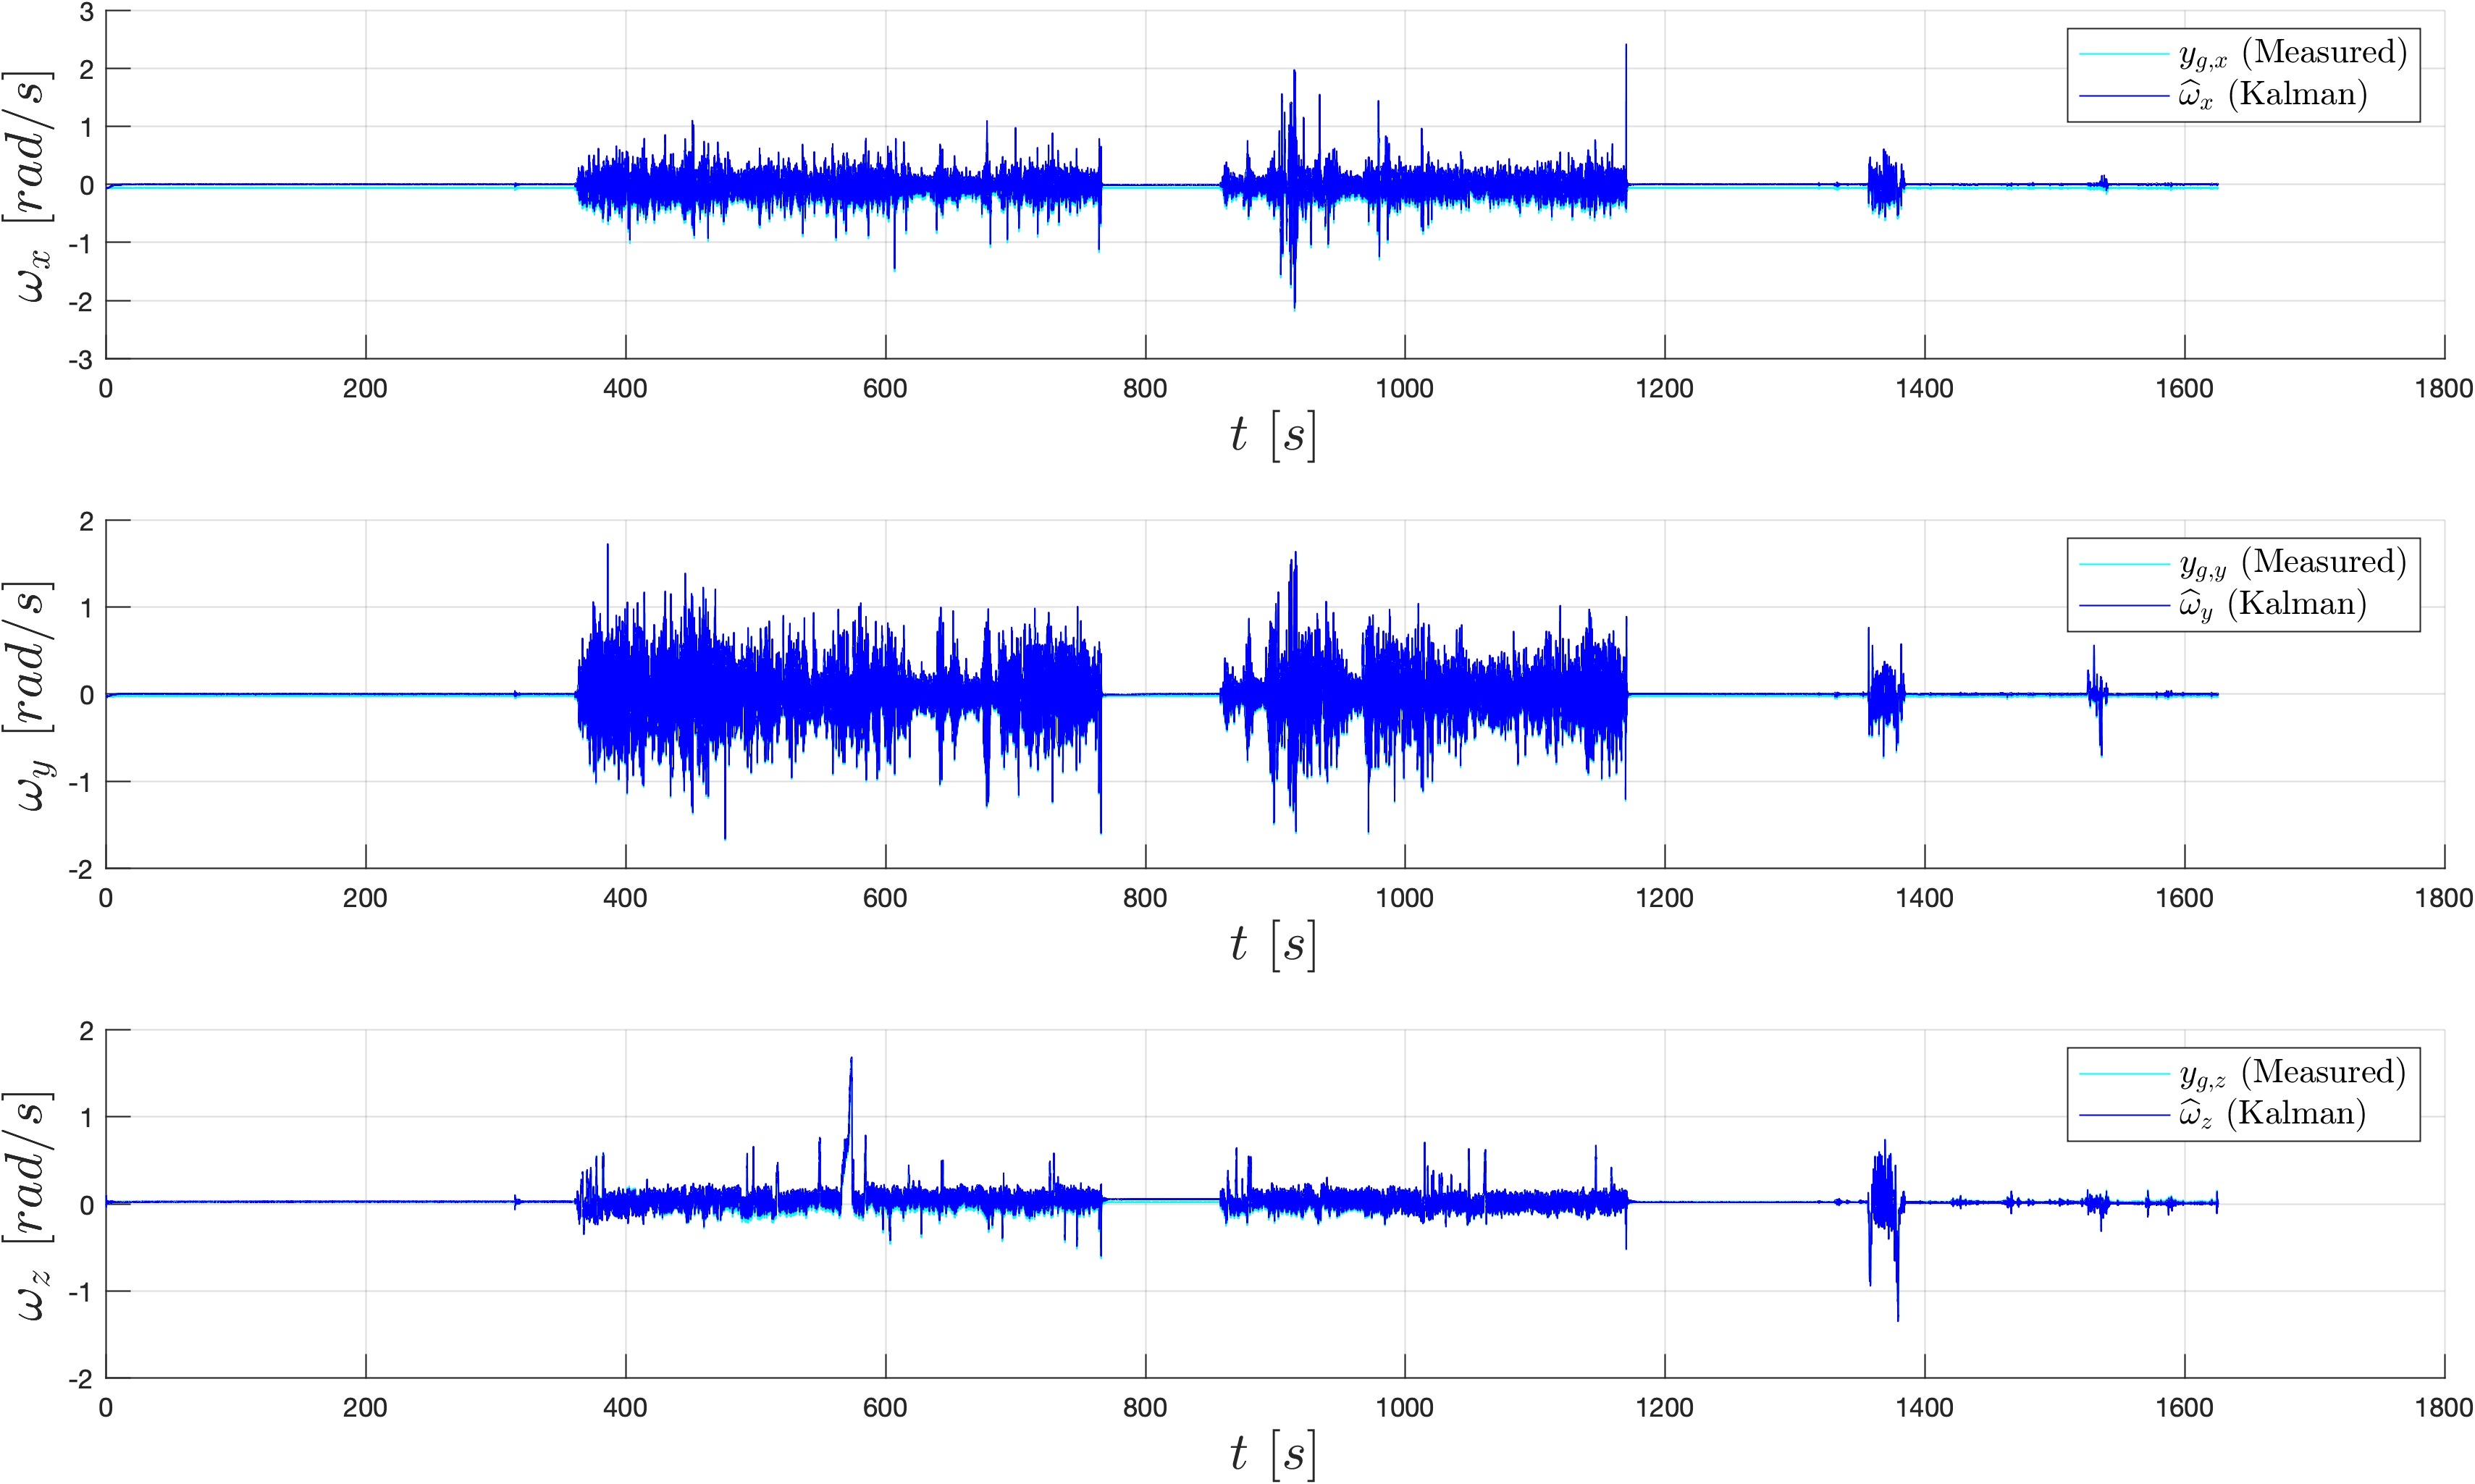 3
2
1
0
-1
-2
-3
ω_x [rad/s]
y_{g,x} (Measured)
ω̂_x (Kalman)
0 200 400 600 800 1000 1200 1400 1600 1800
t [s]
2
1
0
-1
-2
ω_y [rad/s]
y_{g,y} (Measured)
ω̂_y (Kalman)
0 200 400 600 800 1000 1200 1400 1600 1800
t [s]
2
1
0
-1
-2
ω_z [rad/s]
y_{g,z} (Measured)
ω̂_z (Kalman)
0 200 400 600 800 1000 1200 1400 1600 1800
t [s]